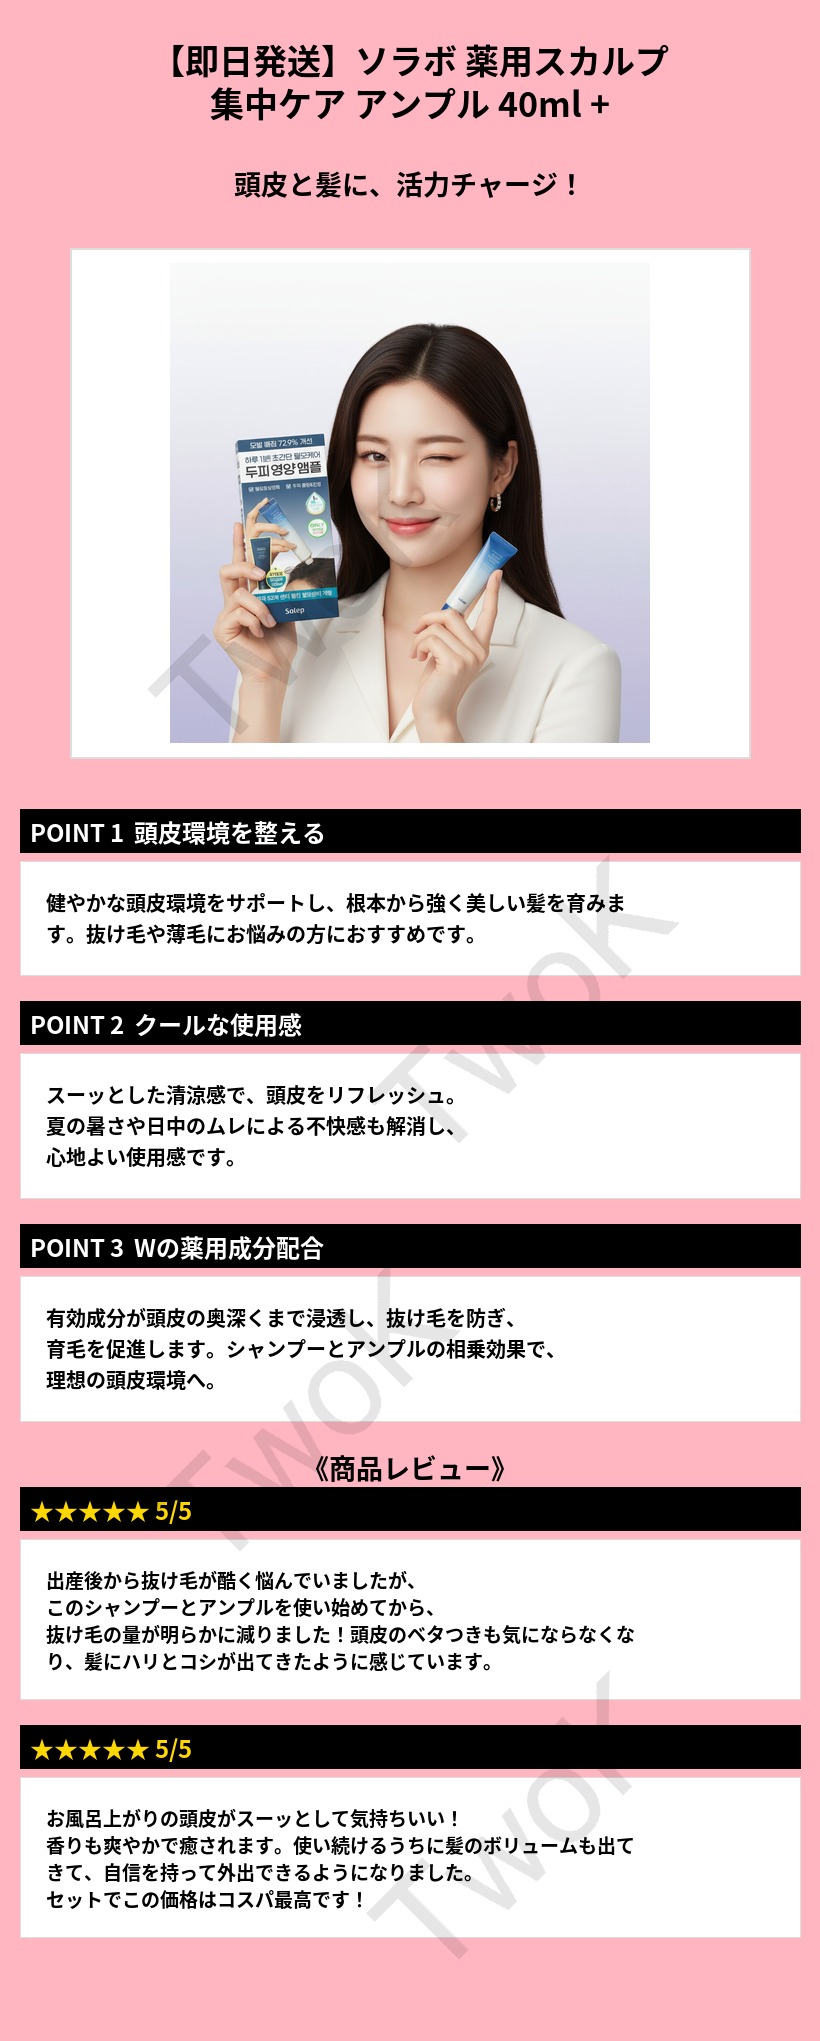 【即日発送】ソラボ 薬用スカルプ
集中ケア アンプル 40ml +
頭皮と髪に、活力チャージ！
모발 빠짐 72.9% 개선
하루 1번 초간단 탈모케어
두피 영양 앰플
Solep
TwoK
POINT 1 頭皮環境を整える
健やかな頭皮環境をサポートし、根本から強く美しい髪を育みま
す。抜け毛や薄毛にお悩みの方におすすめです。
TwoK
POINT 2 クールな使用感
スーッとした清涼感で、頭皮をリフレッシュ。
夏の暑さや日中のムレによる不快感も解消し、
心地よい使用感です。
POINT 3 Wの薬用成分配合
有効成分が頭皮の奥深くまで浸透し、抜け毛を防ぎ、
育毛を促進します。シャンプーとアンプルの相乗効果で、
理想の頭皮環境へ。
TwoK
《商品レビュー》
★★★★★ 5/5
出産後から抜け毛が酷く悩んでいましたが、
このシャンプーとアンプルを使い始めてから、
抜け毛の量が明らかに減りました！頭皮のベタつきも気にならなくな
り、髪にハリとコシが出てきたように感じています。
★★★★★ 5/5
お風呂上がりの頭皮がスーッとして気持ちいい！
香りも爽やかで癒されます。使い続けるうちに髪のボリュームも出て
きて、自信を持って外出できるようになりました。
セットでこの価格はコスパ最高です！
TwoK